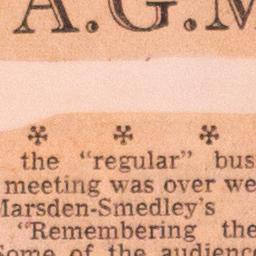 A.G.M
* * *
the "regular" bus
meeting was over we
Marsden-Smedley's
"Remembering the
Some of the audience